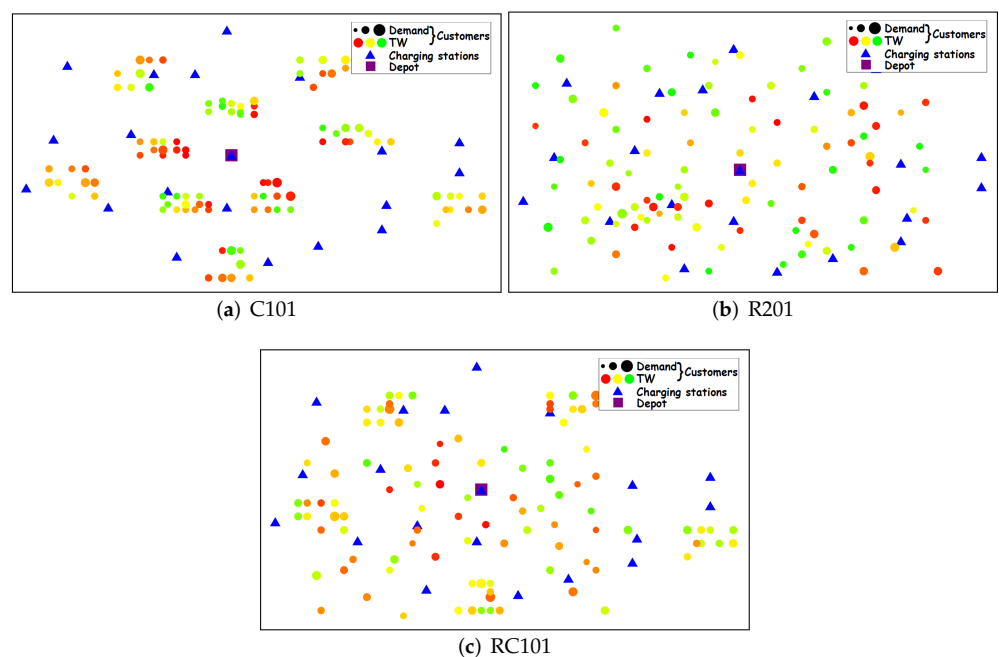 Demand
TW
}Customers
Charging stations
Depot
(a) C101
Demand
TW
}Customers
Charging stations
Depot
(b) R201
Demand
TW
}Customers
Charging stations
Depot
(c) RC101